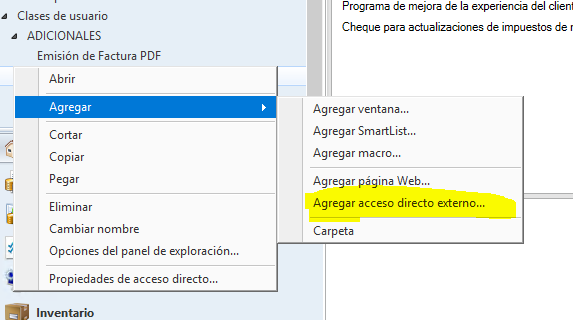 Clases de usuario
ADICIONALES
Emisión de Factura PDF
Programa de mejora de la experiencia del client
Cheque para actualizaciones de impuestos de
Abrir
Agregar
Cortar
Copiar
Pegar
Eliminar
Cambiar nombre
Opciones del panel de exploración...
Propiedades de acceso directo...
Agregar ventana...
Agregar SmartList...
Agregar macro...
Agregar página Web...
Agregar acceso directo externo...
Carpeta
Inventario